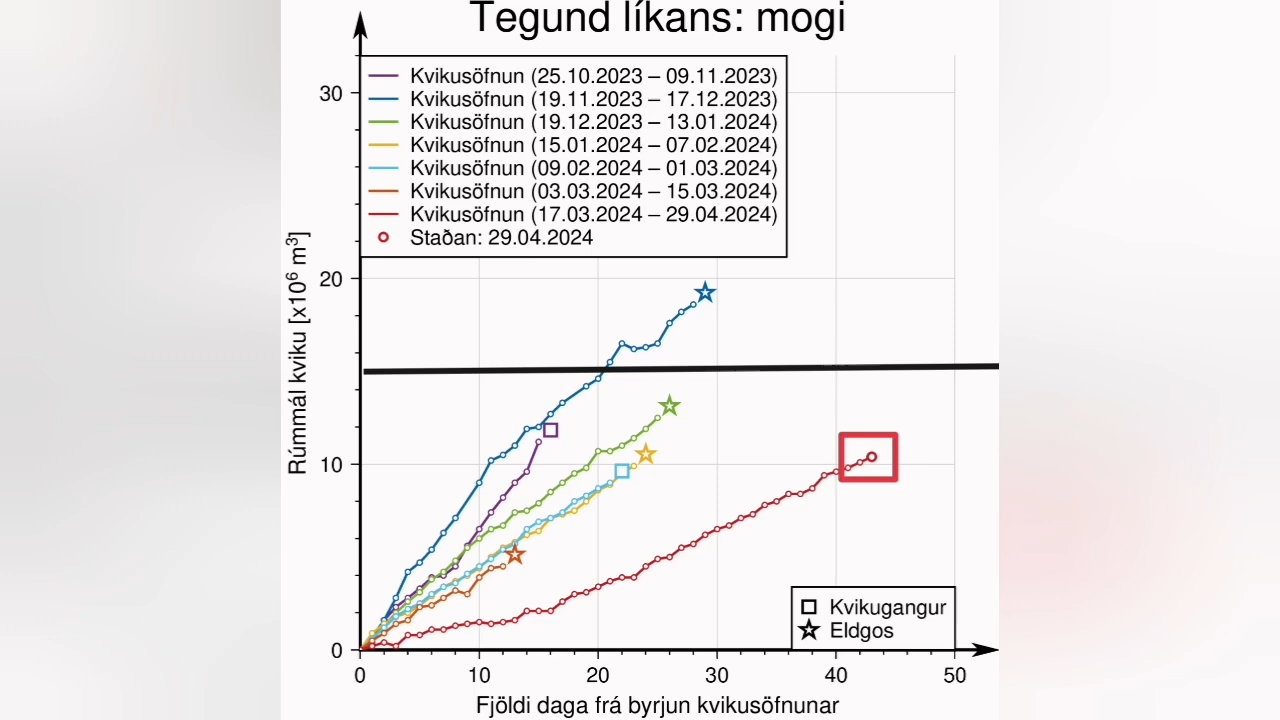 Tegund líkans: mogi
Kvikusöfnun (25.10.2023 – 09.11.2023)
Kvikusöfnun (19.11.2023 – 17.12.2023)
Kvikusöfnun (19.12.2023 – 13.01.2024)
Kvikusöfnun (15.01.2024 – 07.02.2024)
Kvikusöfnun (09.02.2024 – 01.03.2024)
Kvikusöfnun (03.03.2024 – 15.03.2024)
Kvikusöfnun (17.03.2024 – 29.04.2024)
Staðan: 29.04.2024
Rúmmál kviku [x10⁶ m³]
30
20
10
0
Kvikugangur
Eldgos
0 10 20 30 40 50
Fjöldi daga frá byrjun kvikusöfnunar